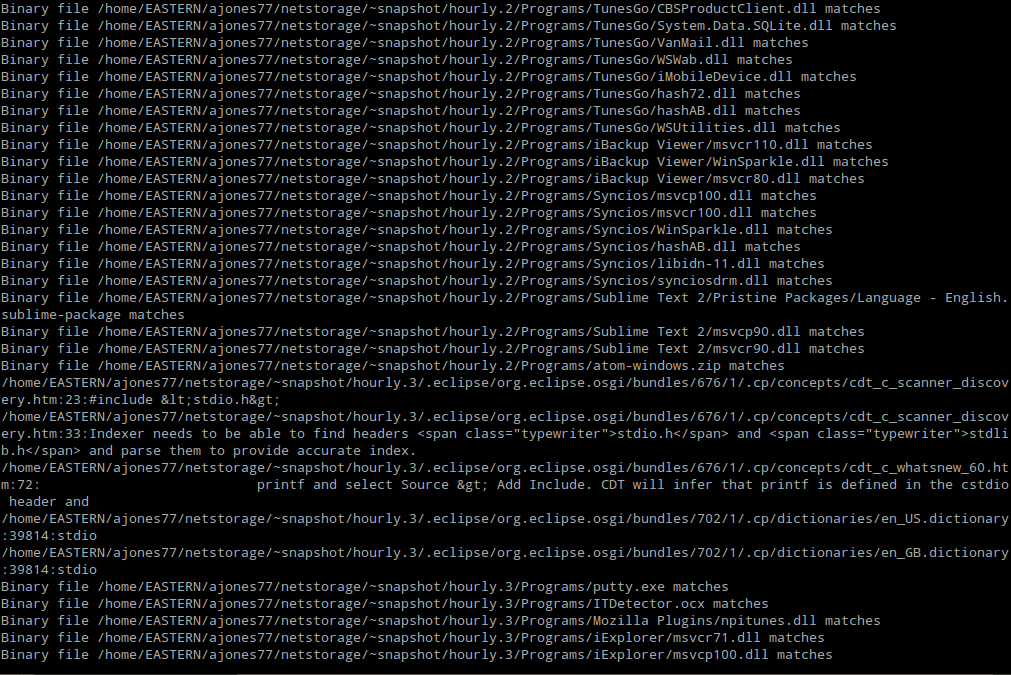 Binary file /home/EASTERN/ajones77/netstorage/~snapshot/hourly.2/Programs/TunesGo/CBSProductClient.dll matches
Binary file /home/EASTERN/ajones77/netstorage/~snapshot/hourly.2/Programs/TunesGo/System.Data.SQLite.dll matches
Binary file /home/EASTERN/ajones77/netstorage/~snapshot/hourly.2/Programs/TunesGo/VanMail.dll matches
Binary file /home/EASTERN/ajones77/netstorage/~snapshot/hourly.2/Programs/TunesGo/WSWab.dll matches
Binary file /home/EASTERN/ajones77/netstorage/~snapshot/hourly.2/Programs/TunesGo/iMobileDevice.dll matches
Binary file /home/EASTERN/ajones77/netstorage/~snapshot/hourly.2/Programs/TunesGo/hash72.dll matches
Binary file /home/EASTERN/ajones77/netstorage/~snapshot/hourly.2/Programs/TunesGo/hashAB.dll matches
Binary file /home/EASTERN/ajones77/netstorage/~snapshot/hourly.2/Programs/TunesGo/WSUtilities.dll matches
Binary file /home/EASTERN/ajones77/netstorage/~snapshot/hourly.2/Programs/iBackup Viewer/msvcr110.dll matches
Binary file /home/EASTERN/ajones77/netstorage/~snapshot/hourly.2/Programs/iBackup Viewer/WinSparkle.dll matches
Binary file /home/EASTERN/ajones77/netstorage/~snapshot/hourly.2/Programs/iBackup Viewer/msvcr80.dll matches
Binary file /home/EASTERN/ajones77/netstorage/~snapshot/hourly.2/Programs/Syncios/msvcp100.dll matches
Binary file /home/EASTERN/ajones77/netstorage/~snapshot/hourly.2/Programs/Syncios/msvcr100.dll matches
Binary file /home/EASTERN/ajones77/netstorage/~snapshot/hourly.2/Programs/Syncios/WinSparkle.dll matches
Binary file /home/EASTERN/ajones77/netstorage/~snapshot/hourly.2/Programs/Syncios/hashAB.dll matches
Binary file /home/EASTERN/ajones77/netstorage/~snapshot/hourly.2/Programs/Syncios/libidn-11.dll matches
Binary file /home/EASTERN/ajones77/netstorage/~snapshot/hourly.2/Programs/Syncios/synciosdrm.dll matches
Binary file /home/EASTERN/ajones77/netstorage/~snapshot/hourly.2/Programs/Sublime Text 2/Pristine Packages/Language - English.
sublime-package matches
Binary file /home/EASTERN/ajones77/netstorage/~snapshot/hourly.2/Programs/Sublime Text 2/msvcp90.dll matches
Binary file /home/EASTERN/ajones77/netstorage/~snapshot/hourly.2/Programs/Sublime Text 2/msvcr90.dll matches
Binary file /home/EASTERN/ajones77/netstorage/~snapshot/hourly.2/Programs/atom-windows.zip matches
/home/EASTERN/ajones77/netstorage/~snapshot/hourly.3/.eclipse/org.eclipse.osgi/bundles/676/1/.cp/concepts/cdt_c_scanner_discov
ery.htm:23:#include &lt;stdio.h&gt;
/home/EASTERN/ajones77/netstorage/~snapshot/hourly.3/.eclipse/org.eclipse.osgi/bundles/676/1/.cp/concepts/cdt_c_scanner_discov
ery.htm:33:Indexer needs to be able to find headers <span class="typewriter">stdio.h</span> and <span class="typewriter">stdli
b.h</span> and parse them to provide accurate index.
/home/EASTERN/ajones77/netstorage/~snapshot/hourly.3/.eclipse/org.eclipse.osgi/bundles/676/1/.cp/concepts/cdt_c_whatsnew_60.ht
m:72:                           printf and select Source &gt; Add Include. CDT will infer that printf is defined in the cstdio
 header and
/home/EASTERN/ajones77/netstorage/~snapshot/hourly.3/.eclipse/org.eclipse.osgi/bundles/702/1/.cp/dictionaries/en_US.dictionary
:39814:stdio
/home/EASTERN/ajones77/netstorage/~snapshot/hourly.3/.eclipse/org.eclipse.osgi/bundles/702/1/.cp/dictionaries/en_GB.dictionary
:39814:stdio
Binary file /home/EASTERN/ajones77/netstorage/~snapshot/hourly.3/Programs/putty.exe matches
Binary file /home/EASTERN/ajones77/netstorage/~snapshot/hourly.3/Programs/ITDetector.ocx matches
Binary file /home/EASTERN/ajones77/netstorage/~snapshot/hourly.3/Programs/Mozilla Plugins/npitunes.dll matches
Binary file /home/EASTERN/ajones77/netstorage/~snapshot/hourly.3/Programs/iExplorer/msvcr71.dll matches
Binary file /home/EASTERN/ajones77/netstorage/~snapshot/hourly.3/Programs/iExplorer/msvcp100.dll matches